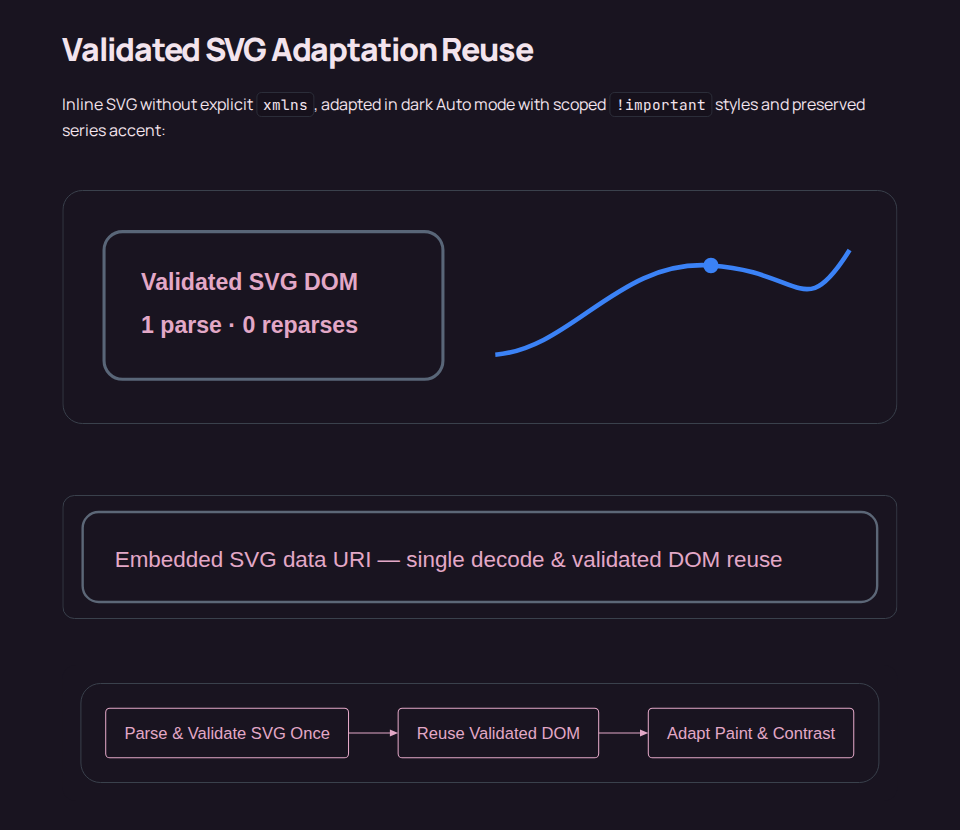 Validated SVG Adaptation Reuse
Inline SVG without explicit xmlns, adapted in dark Auto mode with scoped !important styles and preserved
series accent:
Validated SVG DOM
1 parse · 0 reparses
Embedded SVG data URI — single decode & validated DOM reuse
Parse & Validate SVG Once
Reuse Validated DOM
Adapt Paint & Contrast